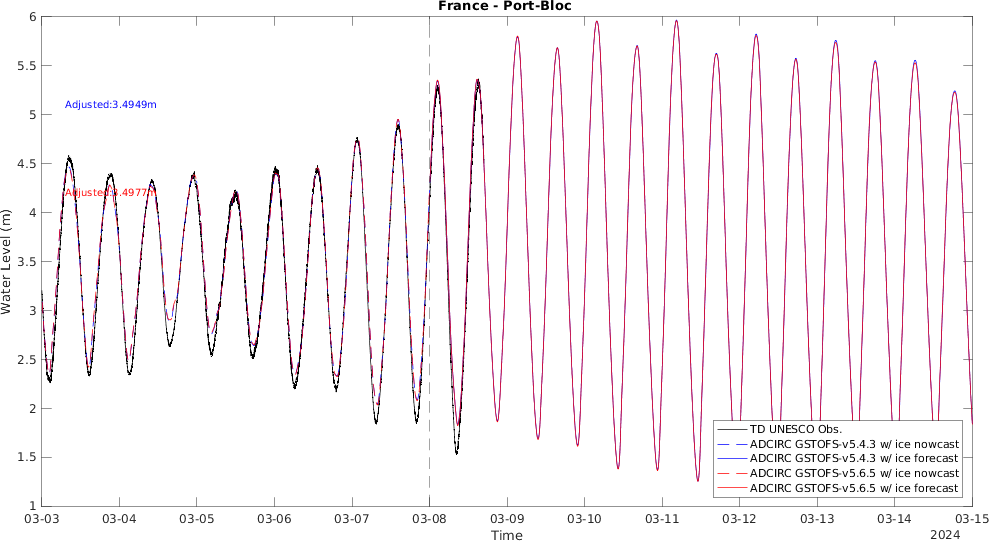 France - Port-Bloc
6
5.5
5
4.5
4
3.5
3
2.5
2
1.5
1
Water Level (m)
Adjusted:3.4949m
Adjusted:3.4977m
TD UNESCO Obs.
ADCIRC GSTOFS-v5.4.3 w/ ice nowcast
ADCIRC GSTOFS-v5.4.3 w/ ice forecast
ADCIRC GSTOFS-v5.6.5 w/ ice nowcast
ADCIRC GSTOFS-v5.6.5 w/ ice forecast
03-03 03-04 03-05 03-06 03-07 03-08 03-09 03-10 03-11 03-12 03-13 03-14 03-15
Time
2024